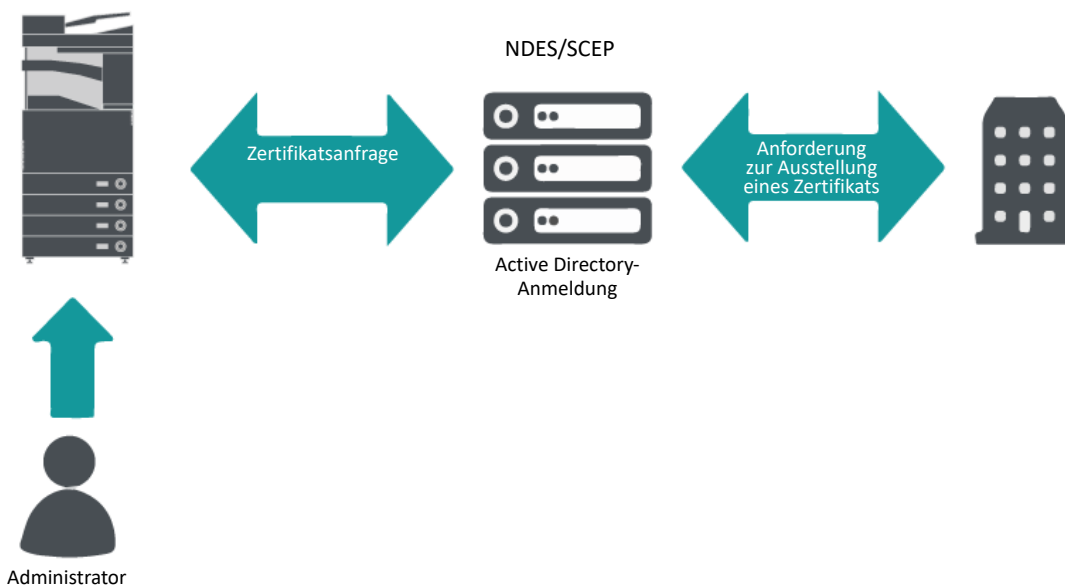 NDES/SCEP
Zertifikatsanfrage
Anforderung
zur Ausstellung
eines Zertifikats
Active Directory-
Anmeldung
Administrator